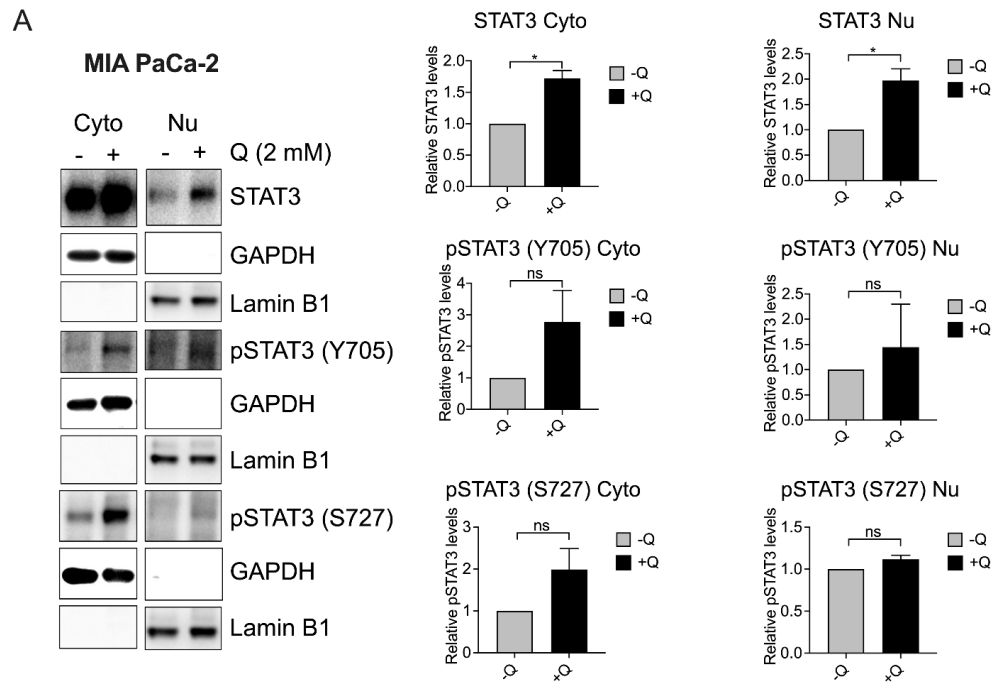 A
MIA PaCa-2
Cyto Nu
- + - + Q (2 mM)
STAT3
GAPDH
Lamin B1
pSTAT3 (Y705)
GAPDH
Lamin B1
pSTAT3 (S727)
GAPDH
Lamin B1
STAT3 Cyto
Relative STAT3 levels
2.0
1.5
1.0
0.5
0.0
*
-Q
+Q
-Q
+Q
STAT3 Nu
Relative STAT3 levels
2.5
2.0
1.5
1.0
0.5
0.0
*
-Q
+Q
-Q
+Q
pSTAT3 (Y705) Cyto
Relative pSTAT3 levels
4
3
2
1
0
ns
-Q
+Q
-Q
+Q
pSTAT3 (Y705) Nu
Relative pSTAT3 levels
2.5
2.0
1.5
1.0
0.5
0.0
ns
-Q
+Q
-Q
+Q
pSTAT3 (S727) Cyto
Relative pSTAT3 levels
3
2
1
0
ns
-Q
+Q
-Q
+Q
pSTAT3 (S727) Nu
Relative pSTAT3 levels
1.5
1.0
0.5
0.0
ns
-Q
+Q
-Q
+Q